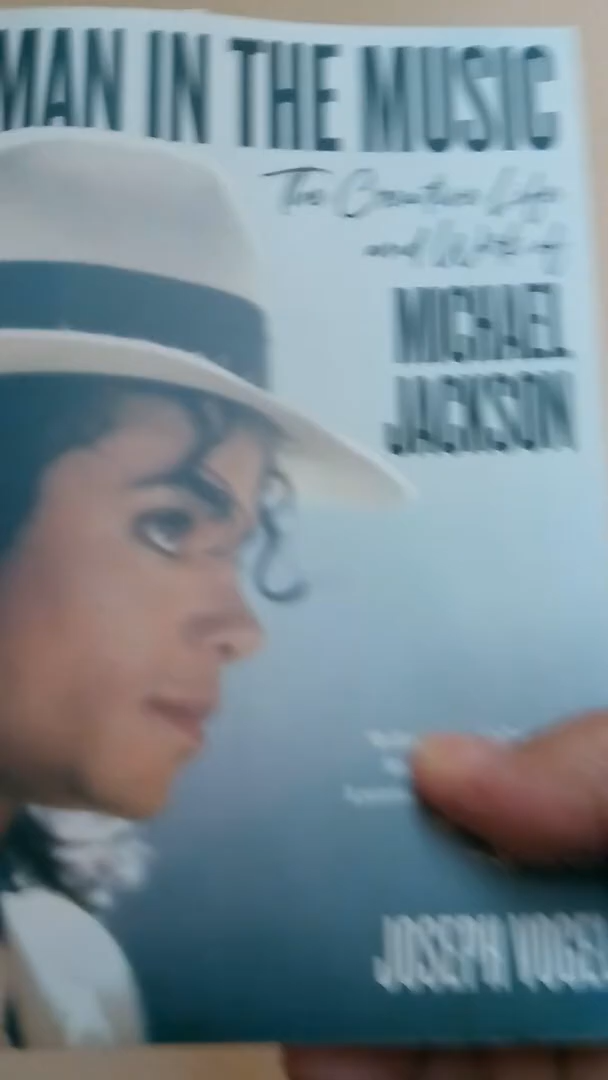 MAN IN THE MUSIC
The Creative Life
and Work of
MICHAEL
JACKSON
JOSEPH VOGEL